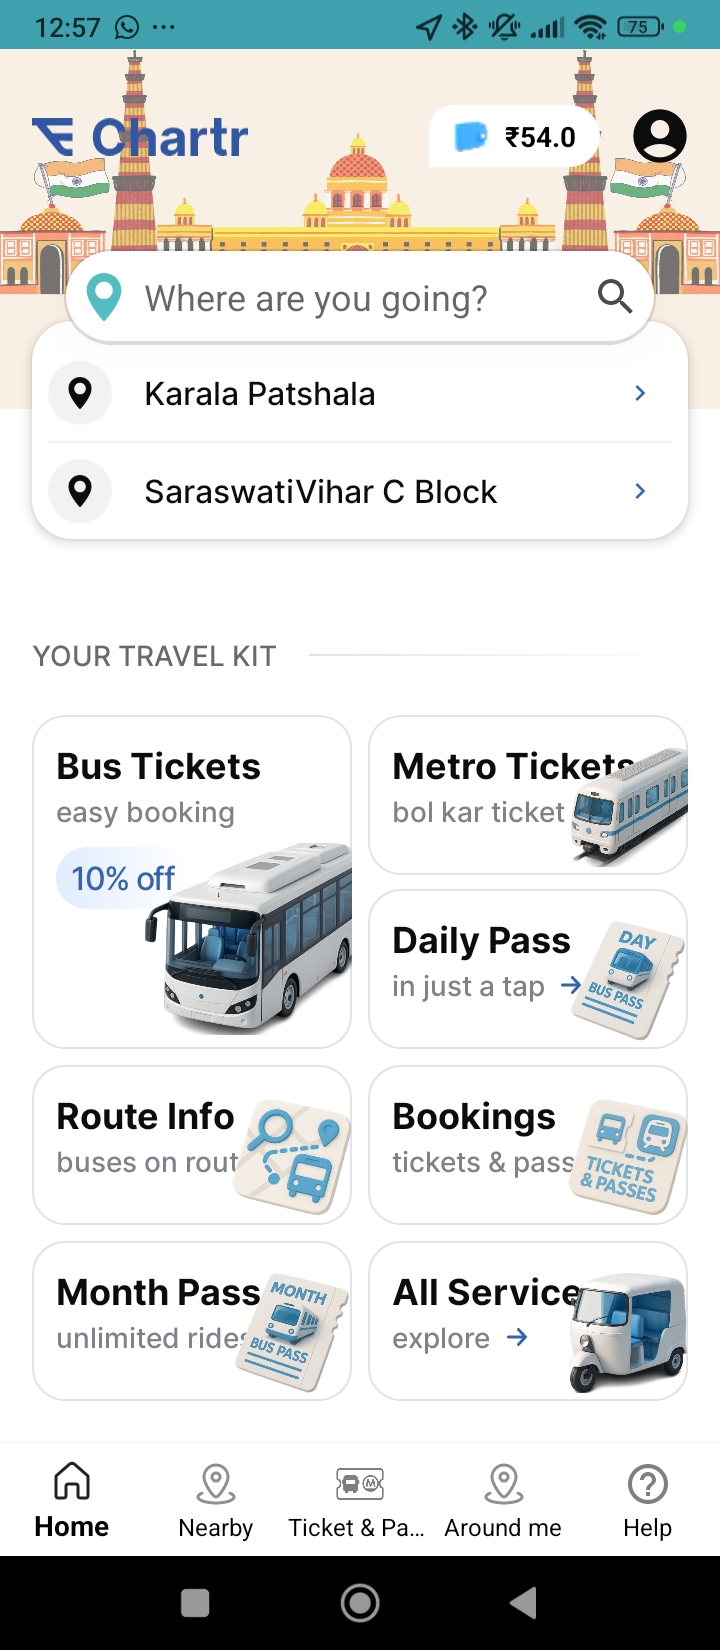 12:57
75
Chartr
₹54.0
Where are you going?
Karala Patshala
SaraswatiVihar C Block
YOUR TRAVEL KIT
Bus Tickets
easy booking
10% off
Metro Tickets
bol kar ticket
Daily Pass
in just a tap
DAY
BUS PASS
Route Info
buses on rout
Bookings
tickets & pass
TICKETS
& PASSES
Month Pass
unlimited rides
MONTH
BUS PASS
All Service
explore
Home
Nearby
M
Ticket & Pa...
Around me
Help